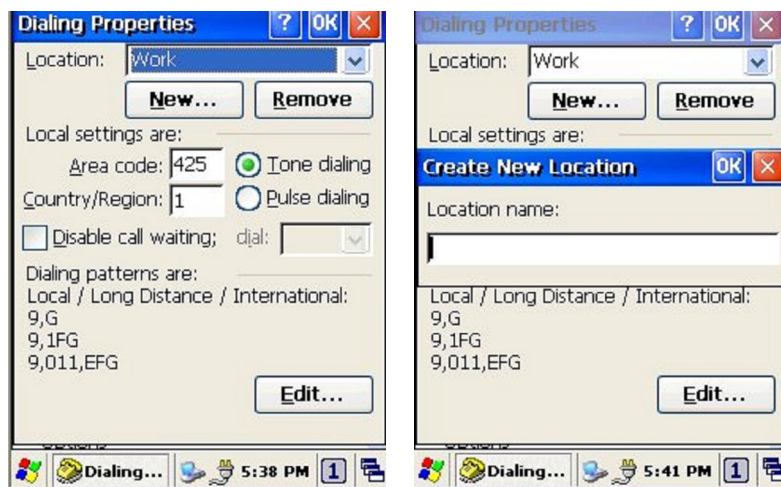 Dialing Properties ? OK
Location: Work
New... Remove
Local settings are:
Area code: 425 Tone dialing
Country/Region: 1 Pulse dialing
Disable call waiting; dial:
Dialing patterns are:
Local / Long Distance / International:
9,G
9,1FG
9,011,EFG
Edit...
Dialing... 5:38 PM 1
Dialing Properties ? OK
Location: Work
New... Remove
Local settings are:
Create New Location OK
Location name:
Local / Long Distance / International:
9,G
9,1FG
9,011,EFG
Edit...
Dialing... 5:41 PM 1